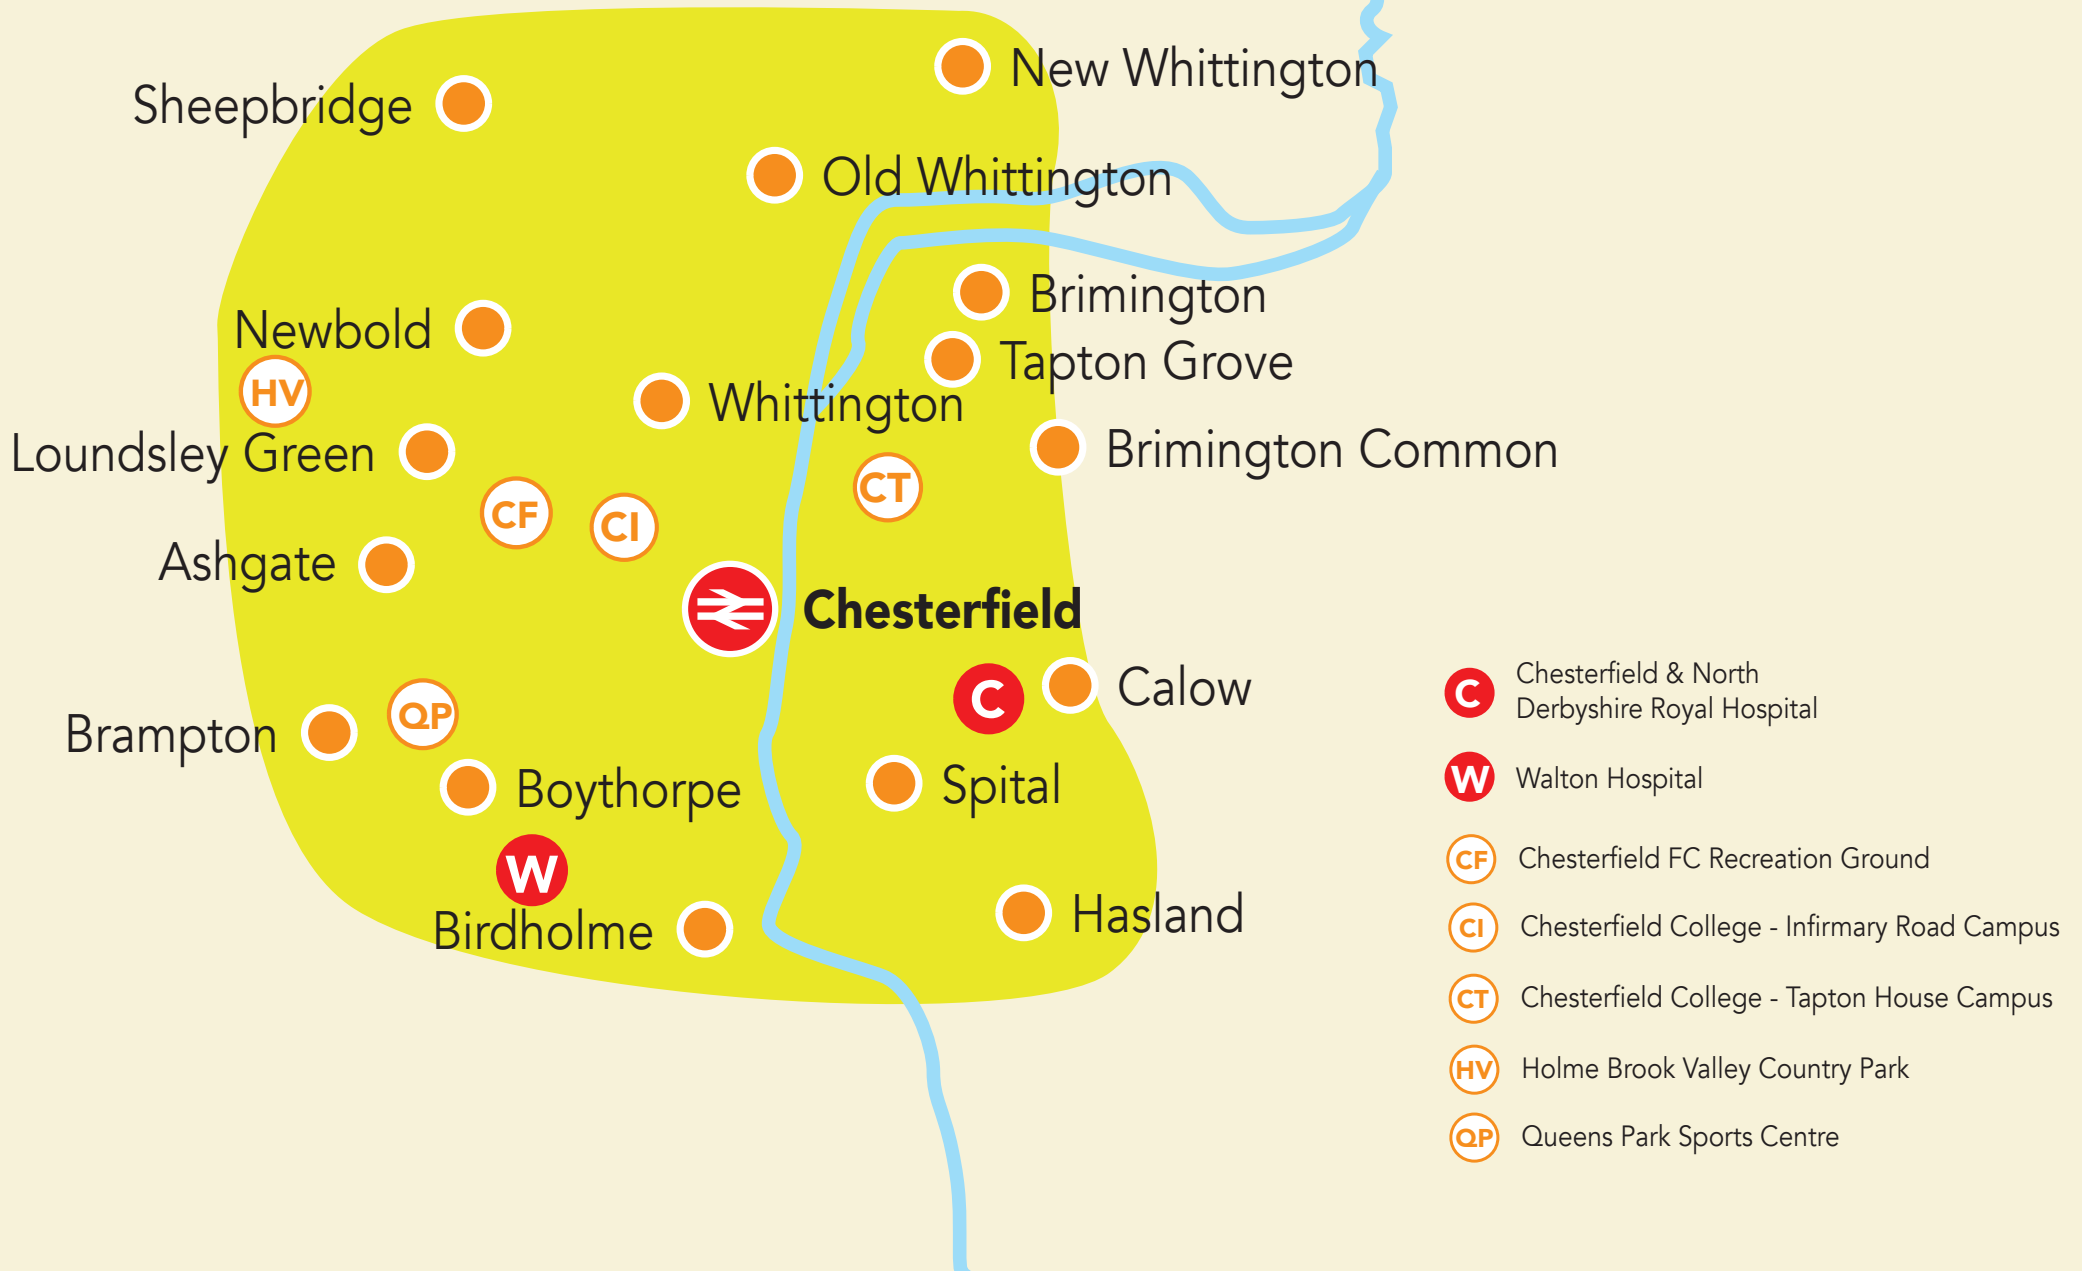 New Whittington
Sheepbridge
Old Whittington
Brimington
Newbold
Tapton Grove
HV
Whittington
Loundsley Green
Brimington Common
CT
CF
CI
Ashgate
Chesterfield
C
Calow
QP
Brampton
Boythorpe
Spital
W
Birdholme
Hasland
C
Chesterfield & North
Derbyshire Royal Hospital
W
Walton Hospital
CF
Chesterfield FC Recreation Ground
CI
Chesterfield College - Infirmary Road Campus
CT
Chesterfield College - Tapton House Campus
HV
Holme Brook Valley Country Park
QP
Queens Park Sports Centre